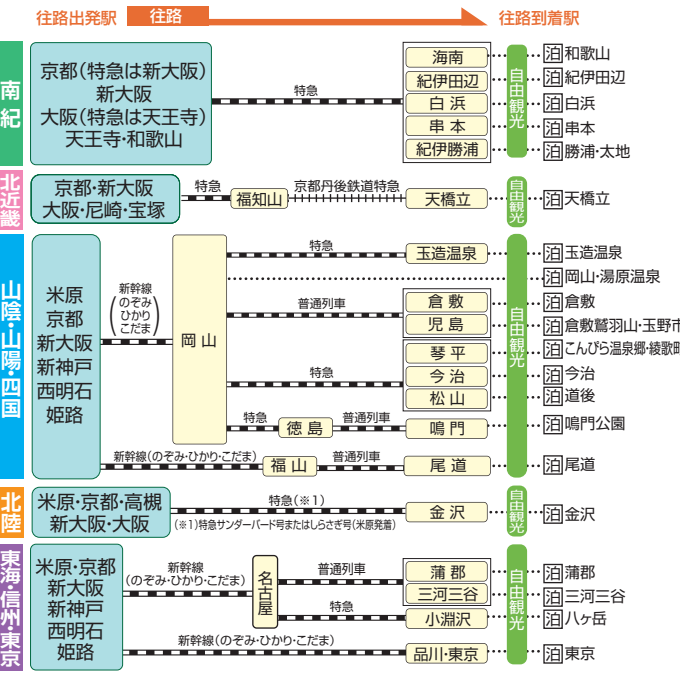 往路出発駅 往路 往路到着駅
南紀
京都(特急は新大阪)
新大阪
大阪(特急は天王寺)
天王寺・和歌山
特急
海南
紀伊田辺
白浜
串本
紀伊勝浦
自由観光
泊和歌山
泊紀伊田辺
泊白浜
泊串本
泊勝浦・太地
北近畿
京都・新大阪
大阪・尼崎・宝塚
特急
福知山
京都丹後鉄道特急
天橋立
自由観光
泊天橋立
山陰・山陽・四国
米原
京都
新大阪
新神戸
西明石
姫路
新幹線
(のぞみ
ひかり
こだま)
岡山
特急
玉造温泉
普通列車
倉敷
児島
特急
琴平
今治
松山
特急
徳島
普通列車
鳴門
新幹線(のぞみ・ひかり・こだま)
福山
普通列車
尾道
自由観光
泊玉造温泉
泊岡山・湯原温泉
泊倉敷
泊倉敷鷲羽山・玉野市
泊こんぴら温泉郷・綾歌町
泊今治
泊道後
泊鳴門公園
泊尾道
北陸
米原・京都・高槻
新大阪・大阪
特急(※1)
(※1)特急サンダーバード号またはしらさぎ号(米原発着)
金沢
自由観光
泊金沢
東海・信州・東京
米原・京都
新大阪
新神戸
西明石
姫路
新幹線
(のぞみ・ひかり・こだま)
名古屋
普通列車
蒲郡
三河三谷
特急
小淵沢
新幹線(のぞみ・ひかり・こだま)
品川・東京
自由観光
泊蒲郡
泊三河三谷
泊八ヶ岳
泊東京